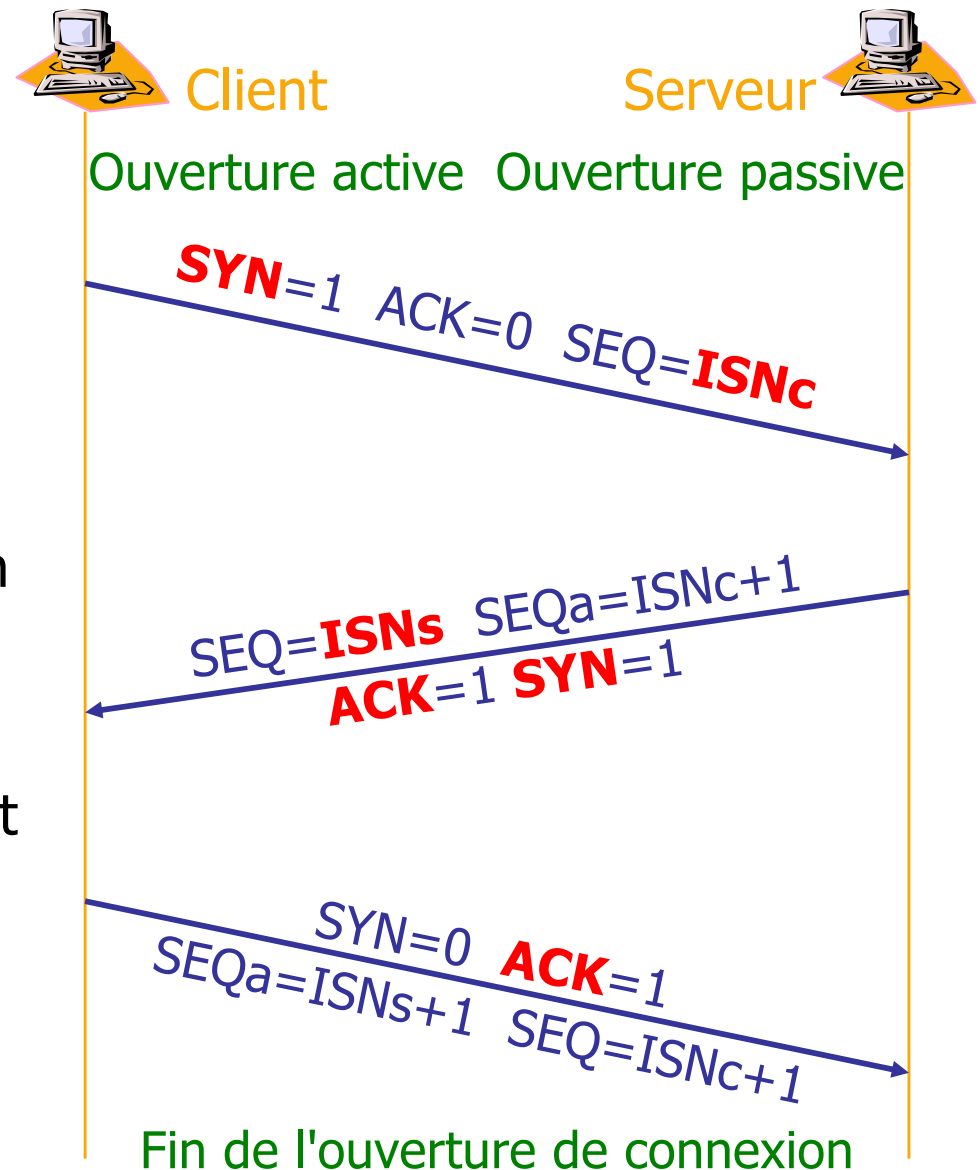 Client Serveur
Ouverture active Ouverture passive
SYN=1 ACK=0 SEQ=ISNc
n
SEQ=ISNs SEQa=ISNc+1
ACK=1 SYN=1
t
SYN=0 ACK=1
SEQa=ISNs+1 SEQ=ISNc+1
Fin de l'ouverture de connexion